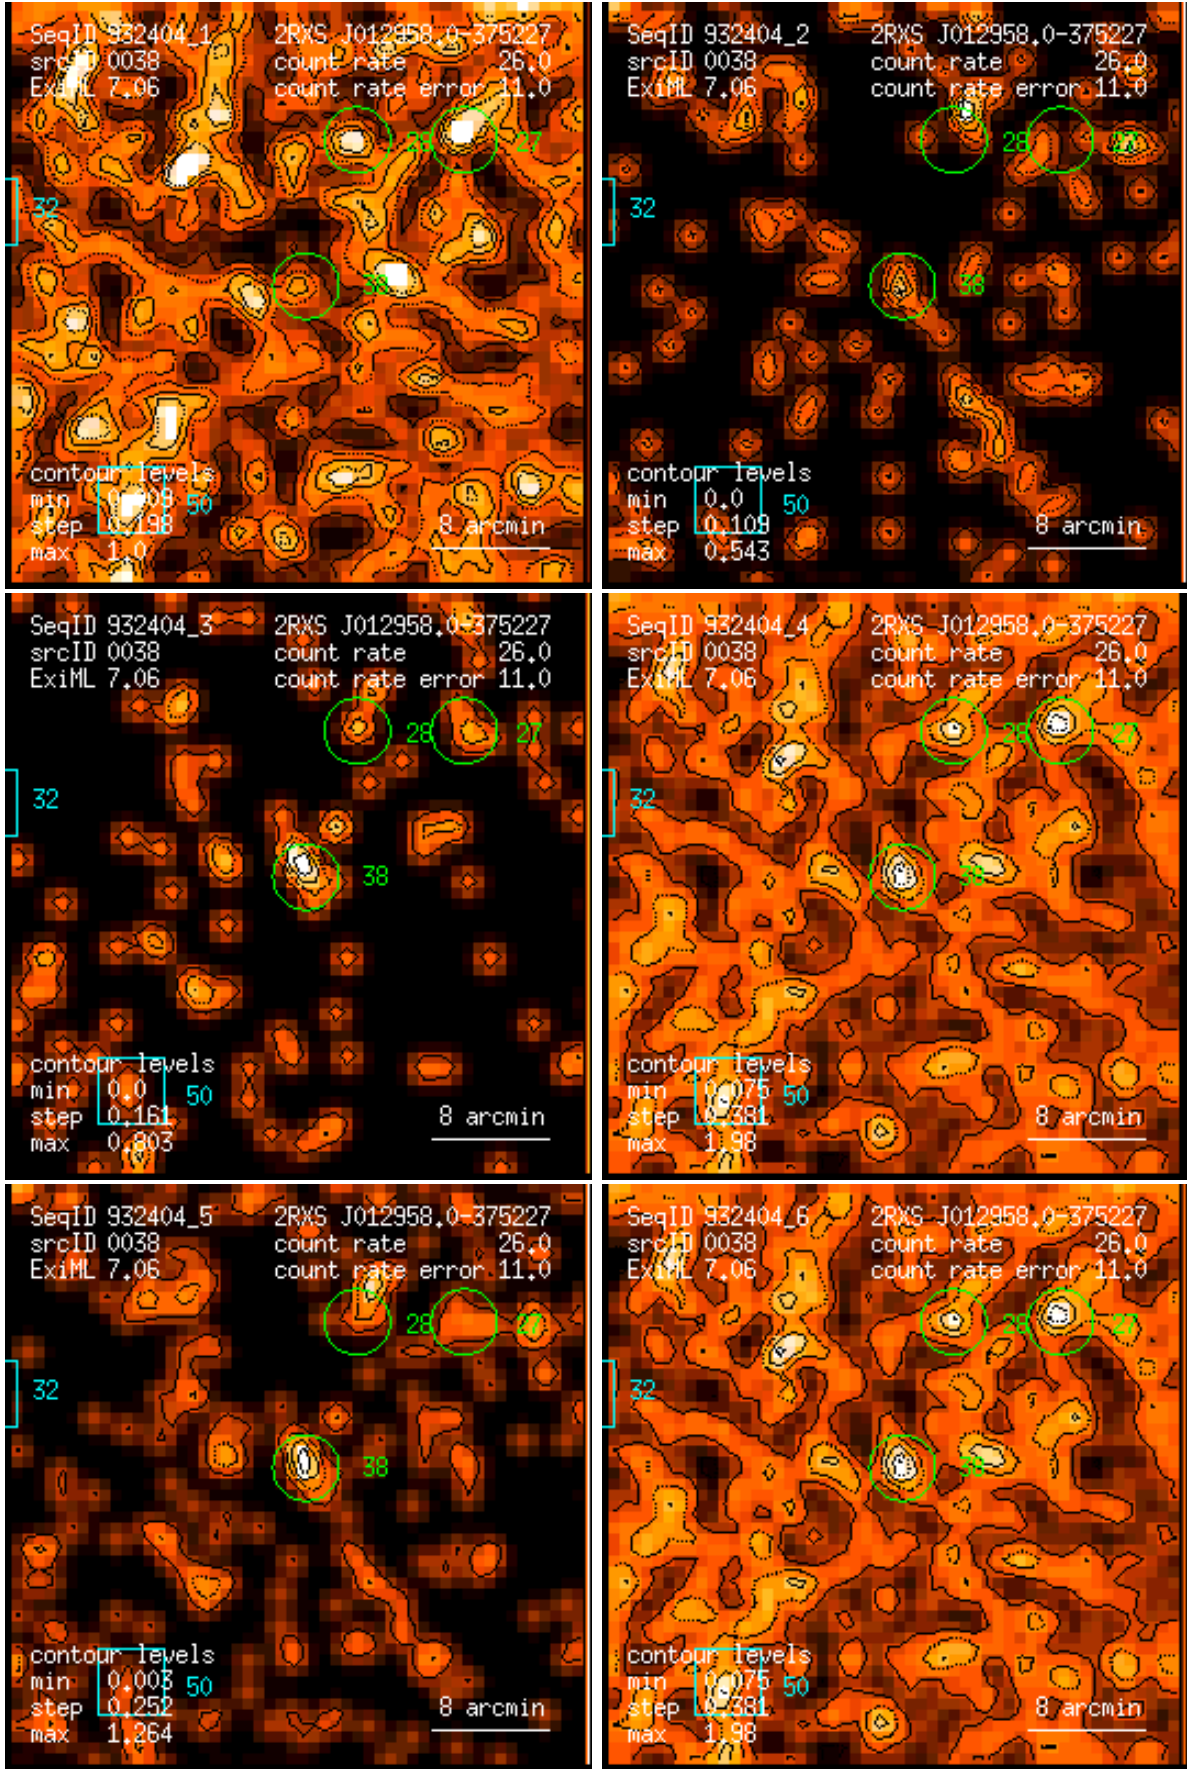 SeqID 932404_1 2RXS J012958.0-375227
srcID 0038 count rate 26.0
ExiML 7.06 count rate error 11.0
28 27
32
38
contour levels
min 0.009
50
step 0.198 8 arcmin
max 1.0
SeqID 932404_2 2RXS J012958.0-375227
srcID 0038 count rate 26.0
ExiML 7.06 count rate error 11.0
28 27
32
38
contour levels
min 0.0
50
step 0.109 8 arcmin
max 0.543
SeqID 932404_3 2RXS J012958.0-375227
srcID 0038 count rate 26.0
ExiML 7.06 count rate error 11.0
28 27
32
38
contour levels
min 0.0
50
step 0.161 8 arcmin
max 0.803
SeqID 932404_4 2RXS J012958.0-375227
srcID 0038 count rate 26.0
ExiML 7.06 count rate error 11.0
28 27
32
38
contour levels
min 0.075
50
step 0.381 8 arcmin
max 1.98
SeqID 932404_5 2RXS J012958.0-375227
srcID 0038 count rate 26.0
ExiML 7.06 count rate error 11.0
28 27
32
38
contour levels
min 0.003
50
step 0.252 8 arcmin
max 1.264
SeqID 932404_6 2RXS J012958.0-375227
srcID 0038 count rate 26.0
ExiML 7.06 count rate error 11.0
28 27
32
38
contour levels
min 0.075
50
step 0.381 8 arcmin
max 1.98